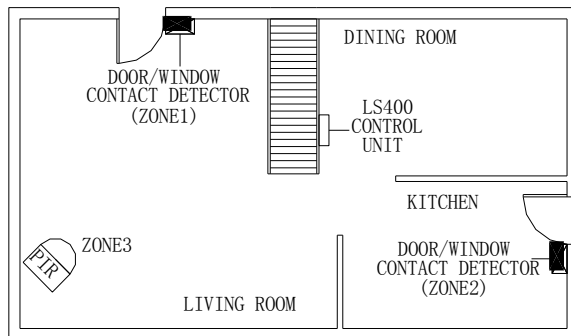 DINING ROOM
DOOR/WINDOW
CONTACT DETECTOR
(ZONE1)
LS400
CONTROL
UNIT
KITCHEN
ZONE3
PIR
DOOR/WINDOW
CONTACT DETECTOR
(ZONE2)
LIVING ROOM